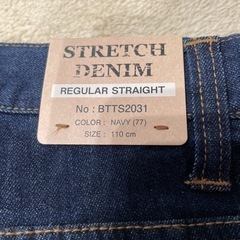 STRETCH
DENIM
REGULAR STRAIGHT
No : BTTS2031
COLOR : NAVY (77)
SIZE : 110 cm